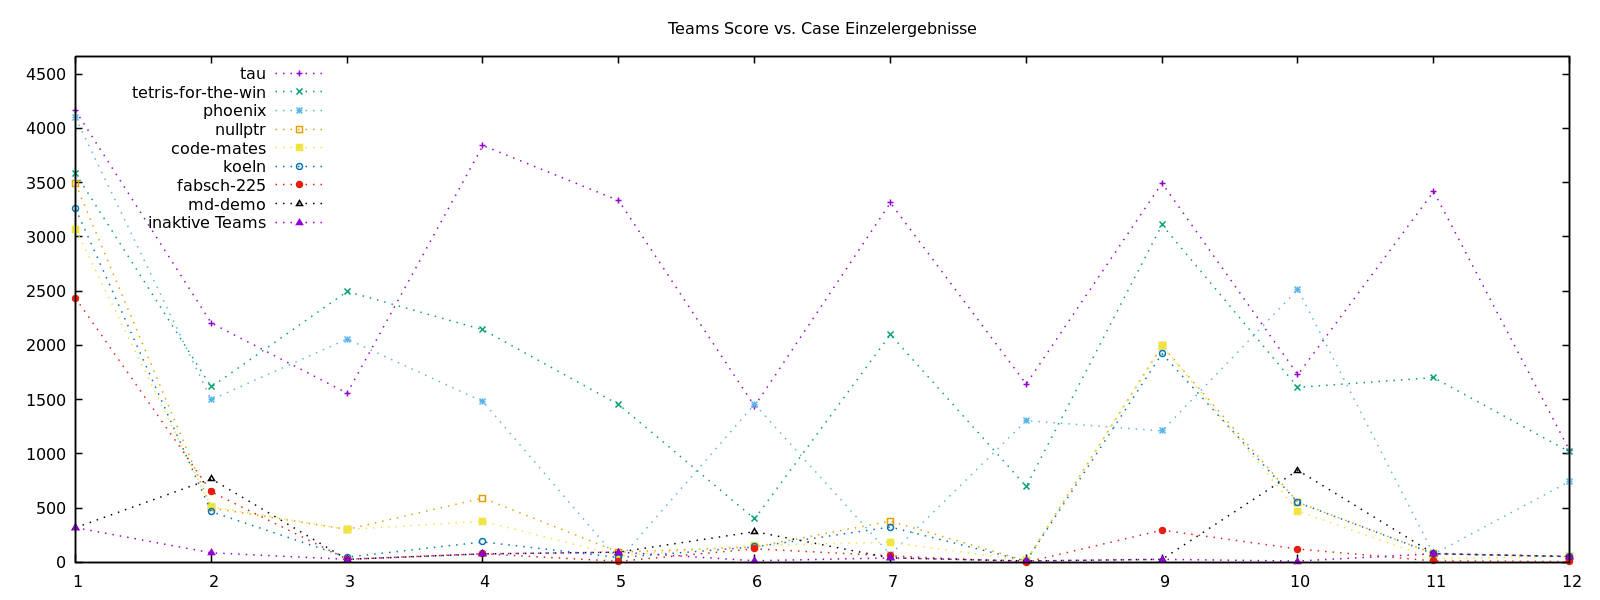 Teams Score vs. Case Einzelergebnisse
4500
4000
3500
3000
2500
2000
1500
1000
500
0
tau
tetris-for-the-win
phoenix
nullptr
code-mates
koeln
fabsch-225
md-demo
inaktive Teams
1 2 3 4 5 6 7 8 9 10 11 12